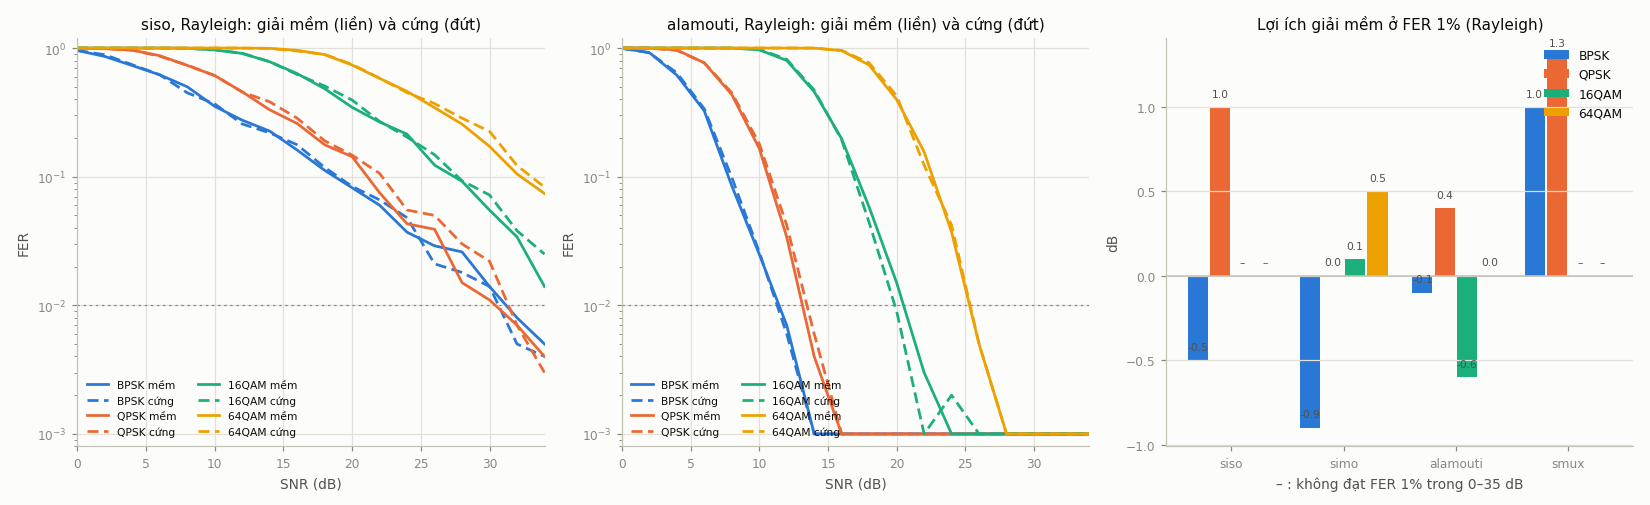 siso, Rayleigh: giải mềm (liền) và cứng (đứt)
10⁰
10⁻¹
10⁻²
10⁻³
FER
BPSK mềm
BPSK cứng
QPSK mềm
QPSK cứng
16QAM mềm
16QAM cứng
64QAM mềm
64QAM cứng
0 5 10 15 20 25 30
SNR (dB)
alamouti, Rayleigh: giải mềm (liền) và cứng (đứt)
10⁰
10⁻¹
10⁻²
10⁻³
FER
BPSK mềm
BPSK cứng
QPSK mềm
QPSK cứng
16QAM mềm
16QAM cứng
64QAM mềm
64QAM cứng
0 5 10 15 20 25 30
SNR (dB)
Lợi ích giải mềm ở FER 1% (Rayleigh)
1.0
0.5
0.0
−0.5
−1.0
dB
BPSK
QPSK
16QAM
64QAM
-0.5 1.0 – –
-0.9 0.0 0.1 0.5
-0.1 0.4 -0.6 0.0
1.0 1.3 – –
siso simo alamouti smux
– : không đạt FER 1% trong 0–35 dB